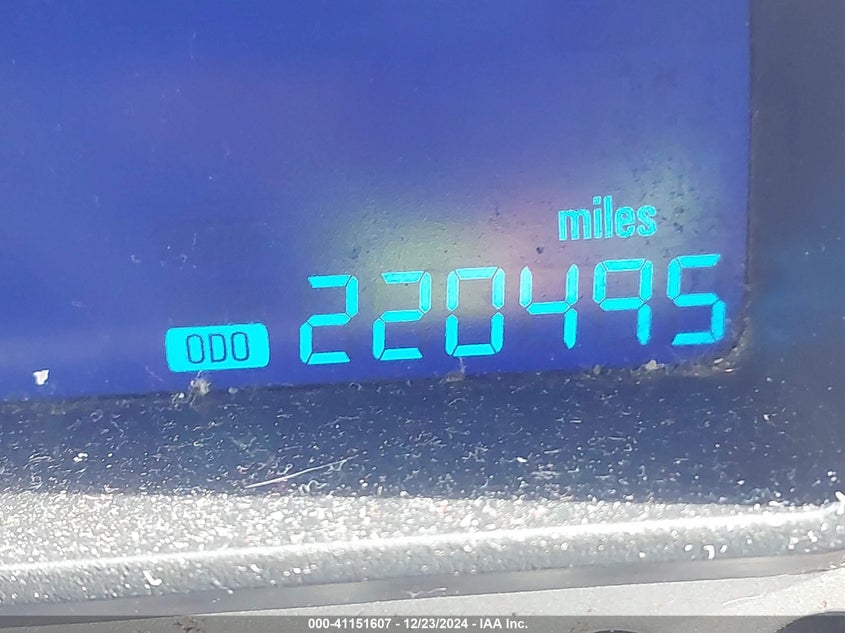 miles
ODO 220495
000-41151607 - 12/23/2024 - IAA Inc.